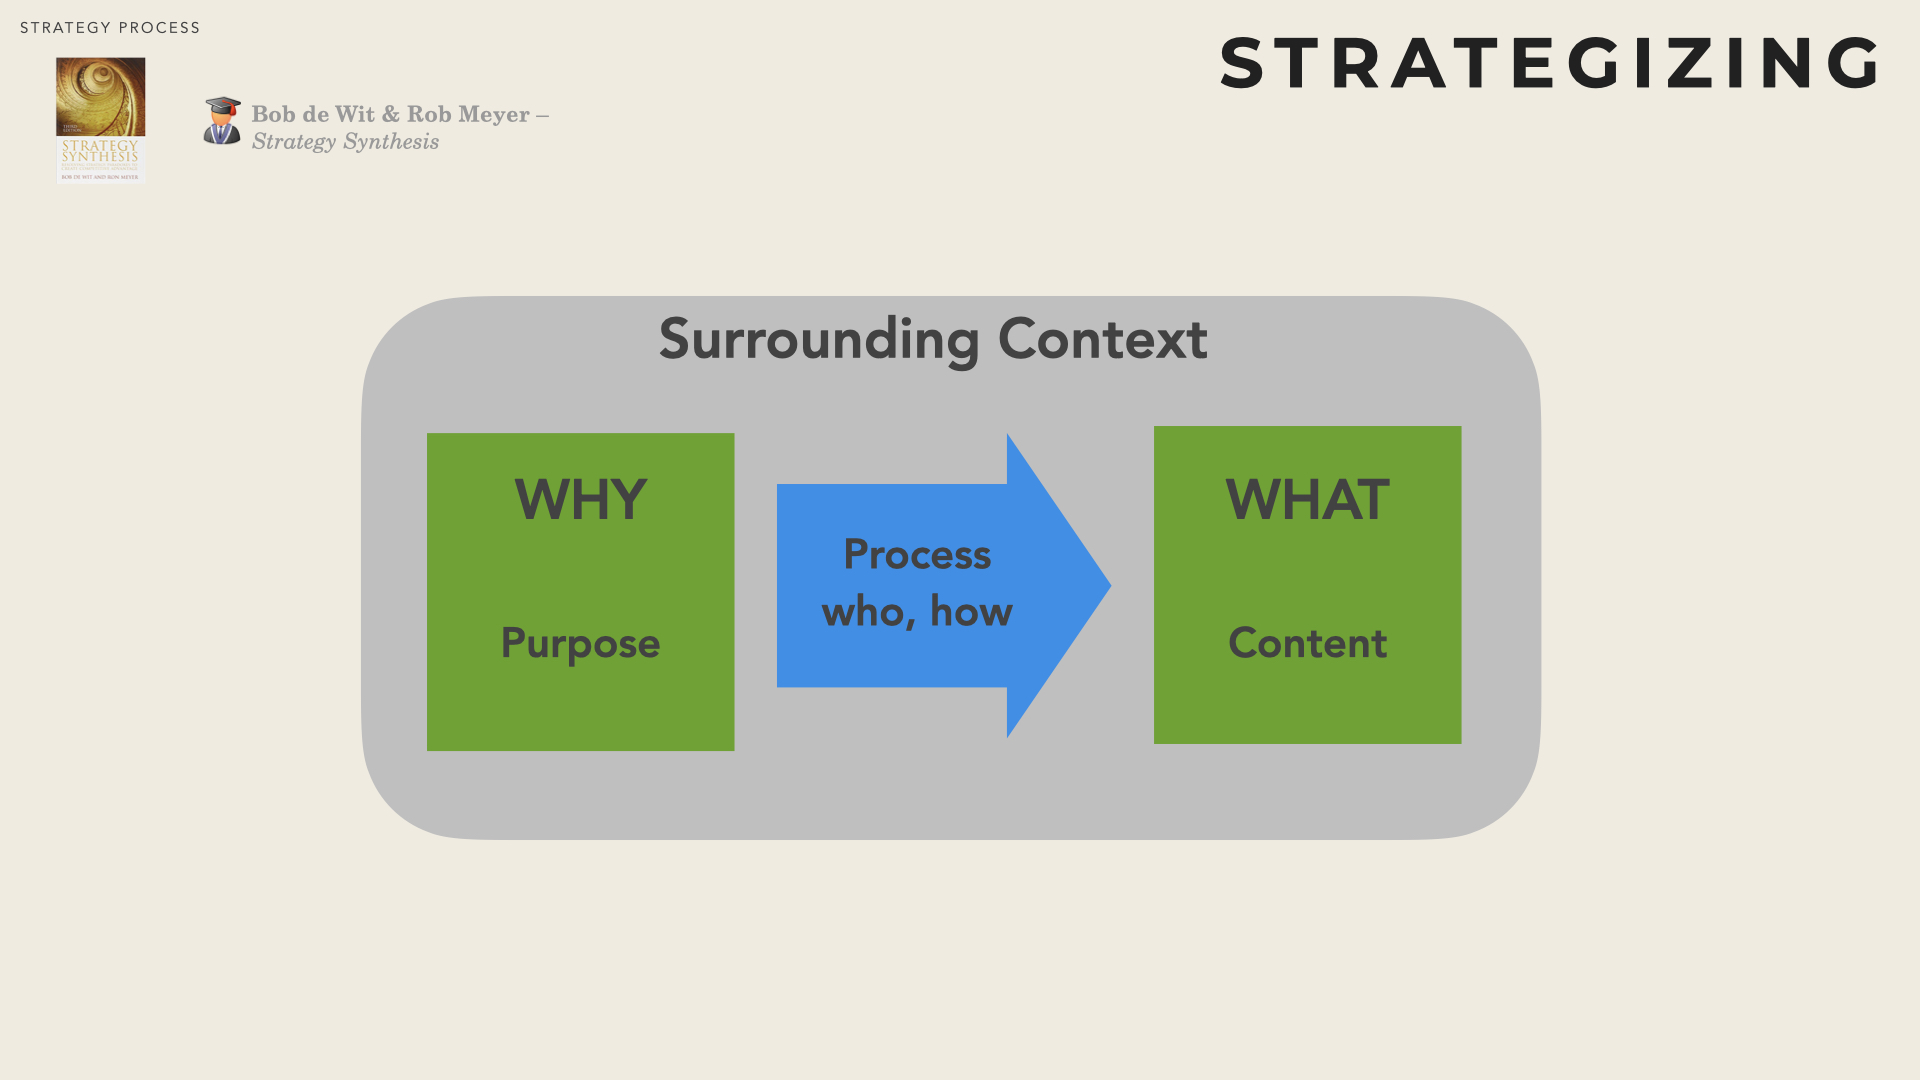 STRATEGY PROCESS
STRATEGIZING
Bob de Wit & Rob Meyer –
Strategy Synthesis
STRATEGY
SYNTHESIS
BOB DE WIT AND RON MEYER
Surrounding Context
WHY
Purpose
Process
who, how
WHAT
Content